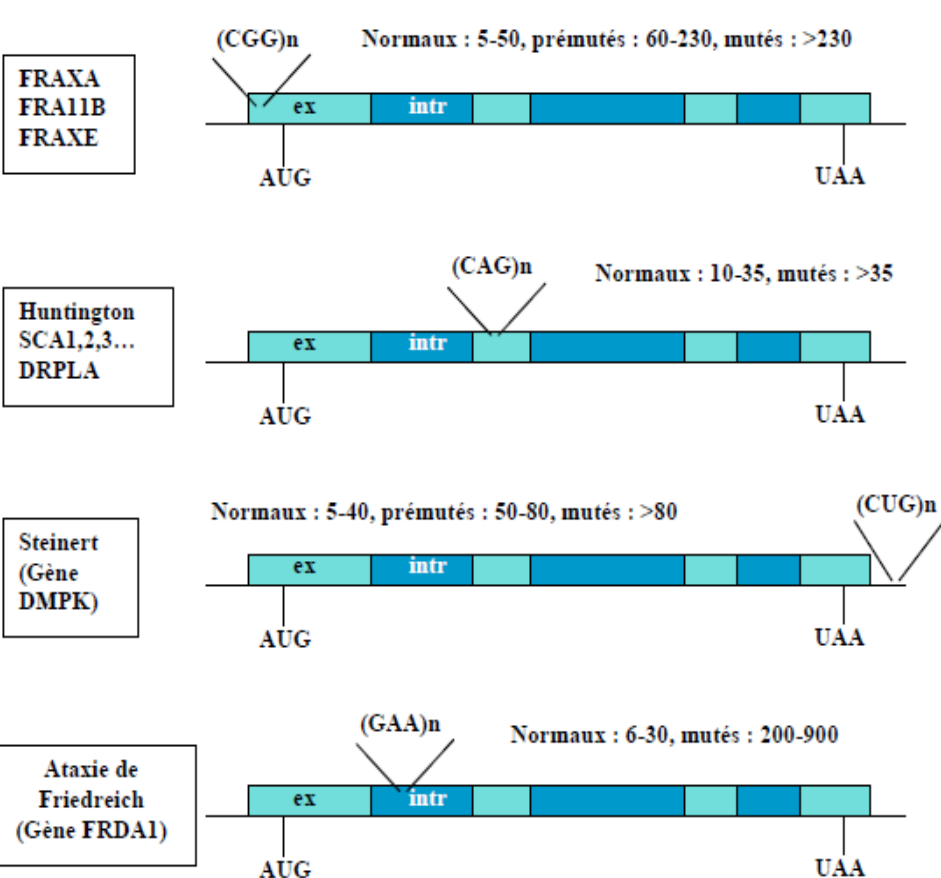 (CGG)n
Normaux : 5-50, prémutés : 60-230, mutés : >230
FRAXA
FRA11B
FRAXE
ex
intr
AUG
UAA
(CAG)n
Normaux : 10-35, mutés : >35
Huntington
SCA1,2,3...
DRPLA
ex
intr
AUG
UAA
Normaux : 5-40, prémutés : 50-80, mutés : >80
(CUG)n
Steinert
(Gène
DMPK)
ex
intr
AUG
UAA
(GAA)n
Normaux : 6-30, mutés : 200-900
Ataxie de
Friedreich
(Gène FRDA1)
ex
intr
AUG
UAA